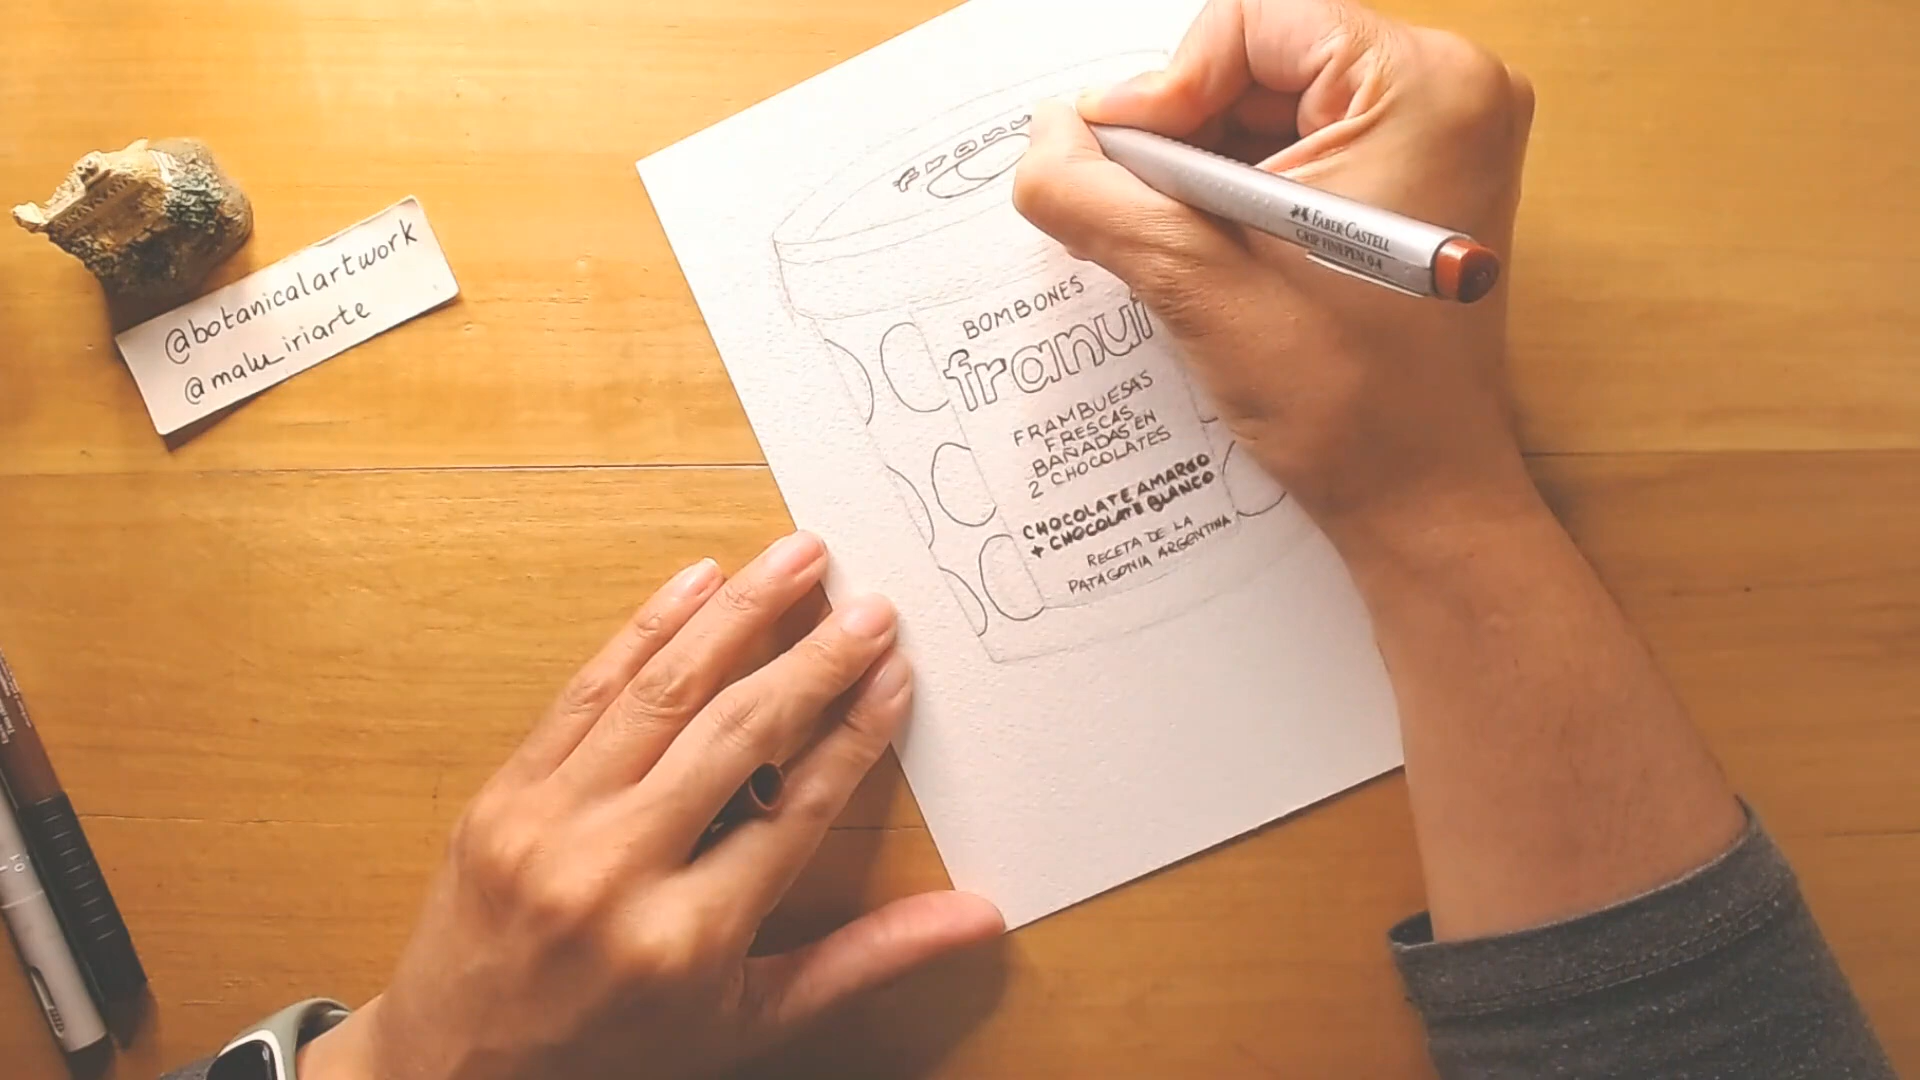 @botanicalartwork
@malu_iriarte
Franu
BOMBONES
franui
FRAMBUESAS
FRESCAS
BAÑADAS EN
2 CHOCOLATES
CHOCOLATE AMARGO
+ CHOCOLATE BLANCO
RECETA DE LA
PATAGONIA ARGENTINA
FABER-CASTELL
GRIP FINEPEN 0.4